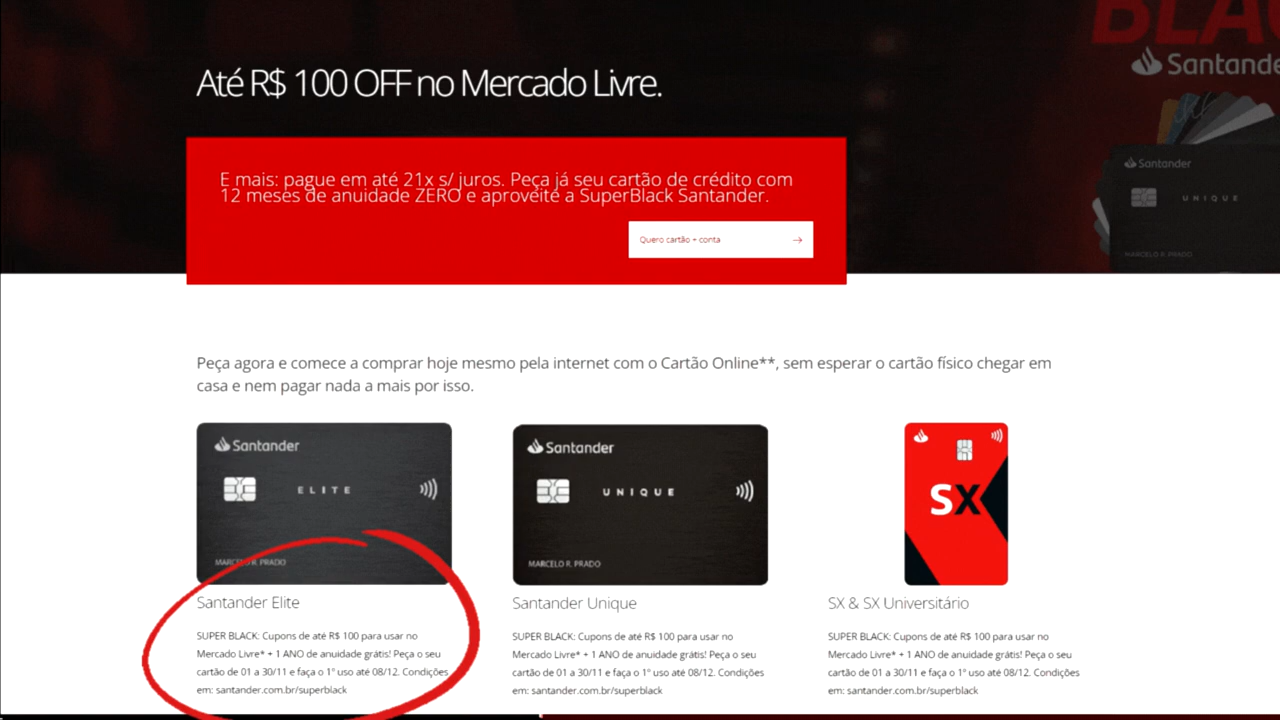 BLA
Santande
Até R$ 100 OFF no Mercado Livre.
E mais: pague em até 21x s/ juros. Peça já seu cartão de crédito com
12 meses de anuidade ZERO e aproveite a SuperBlack Santander.
Quero cartão + conta
Santander
UNIQUE
MARCELO R. PRADO
Peça agora e comece a comprar hoje mesmo pela internet com o Cartão Online**, sem esperar o cartão físico chegar em
casa e nem pagar nada a mais por isso.
Santander
ELITE
MARCELO R. PRADO
Santander Elite
SUPER BLACK: Cupons de até R$ 100 para usar no
Mercado Livre* + 1 ANO de anuidade grátis! Peça o seu
cartão de 01 a 30/11 e faça o 1º uso até 08/12. Condições
em: santander.com.br/superblack
Santander
UNIQUE
MARCELO R. PRADO
Santander Unique
SUPER BLACK: Cupons de até R$ 100 para usar no
Mercado Livre* + 1 ANO de anuidade grátis! Peça o seu
cartão de 01 a 30/11 e faça o 1º uso até 08/12. Condições
em: santander.com.br/superblack
SX
SX & SX Universitário
SUPER BLACK: Cupons de até R$ 100 para usar no
Mercado Livre* + 1 ANO de anuidade grátis! Peça o seu
cartão de 01 a 30/11 e faça o 1º uso até 08/12. Condições
em: santander.com.br/superblack